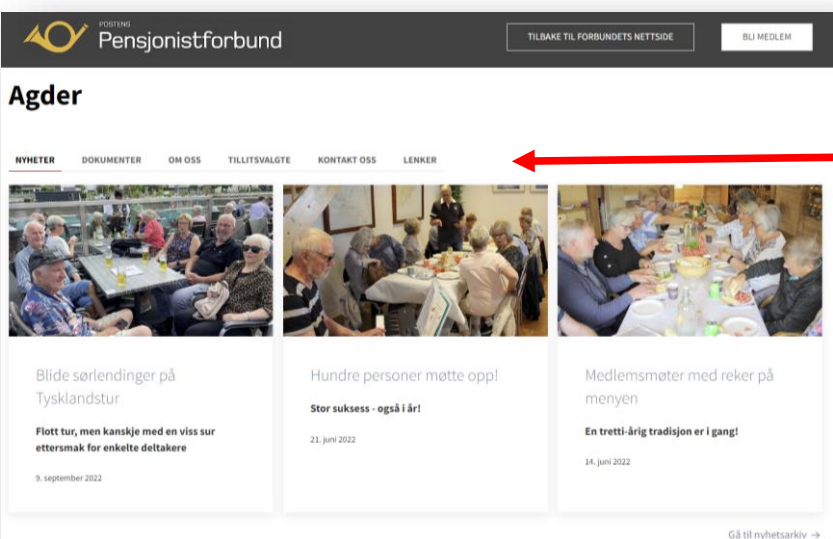 POSTENS
Pensjonistforbund
TILBAKE TIL FORBUNDETS NETTSIDE
BLI MEDLEM
Agder
NYHETER DOKUMENTER OM OSS TILLITSVALGTE KONTAKT OSS LENKER
Blide sørlendinger på
Tysklandstur
Flott tur, men kanskje med en viss sur
ettersmak for enkelte deltakere
9. september 2022
Hundre personer møtte opp!
Stor suksess - også i år!
21. juni 2022
Medlemsmøter med reker på
menyen
En tretti-årig tradisjon er i gang!
14. juni 2022
Gå til nyhetsarkiv →